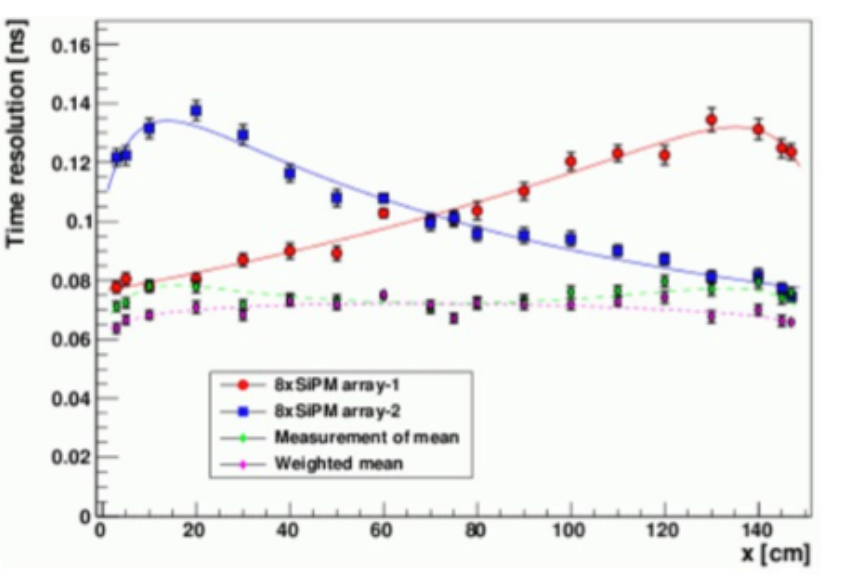 Time resolution [ns]
0.16
0.14
0.12
0.1
0.08
0.06
0.04
0.02
0
8xSiPM array-1
8xSiPM array-2
Measurement of mean
Weighted mean
0 20 40 60 80 100 120 140
x [cm]